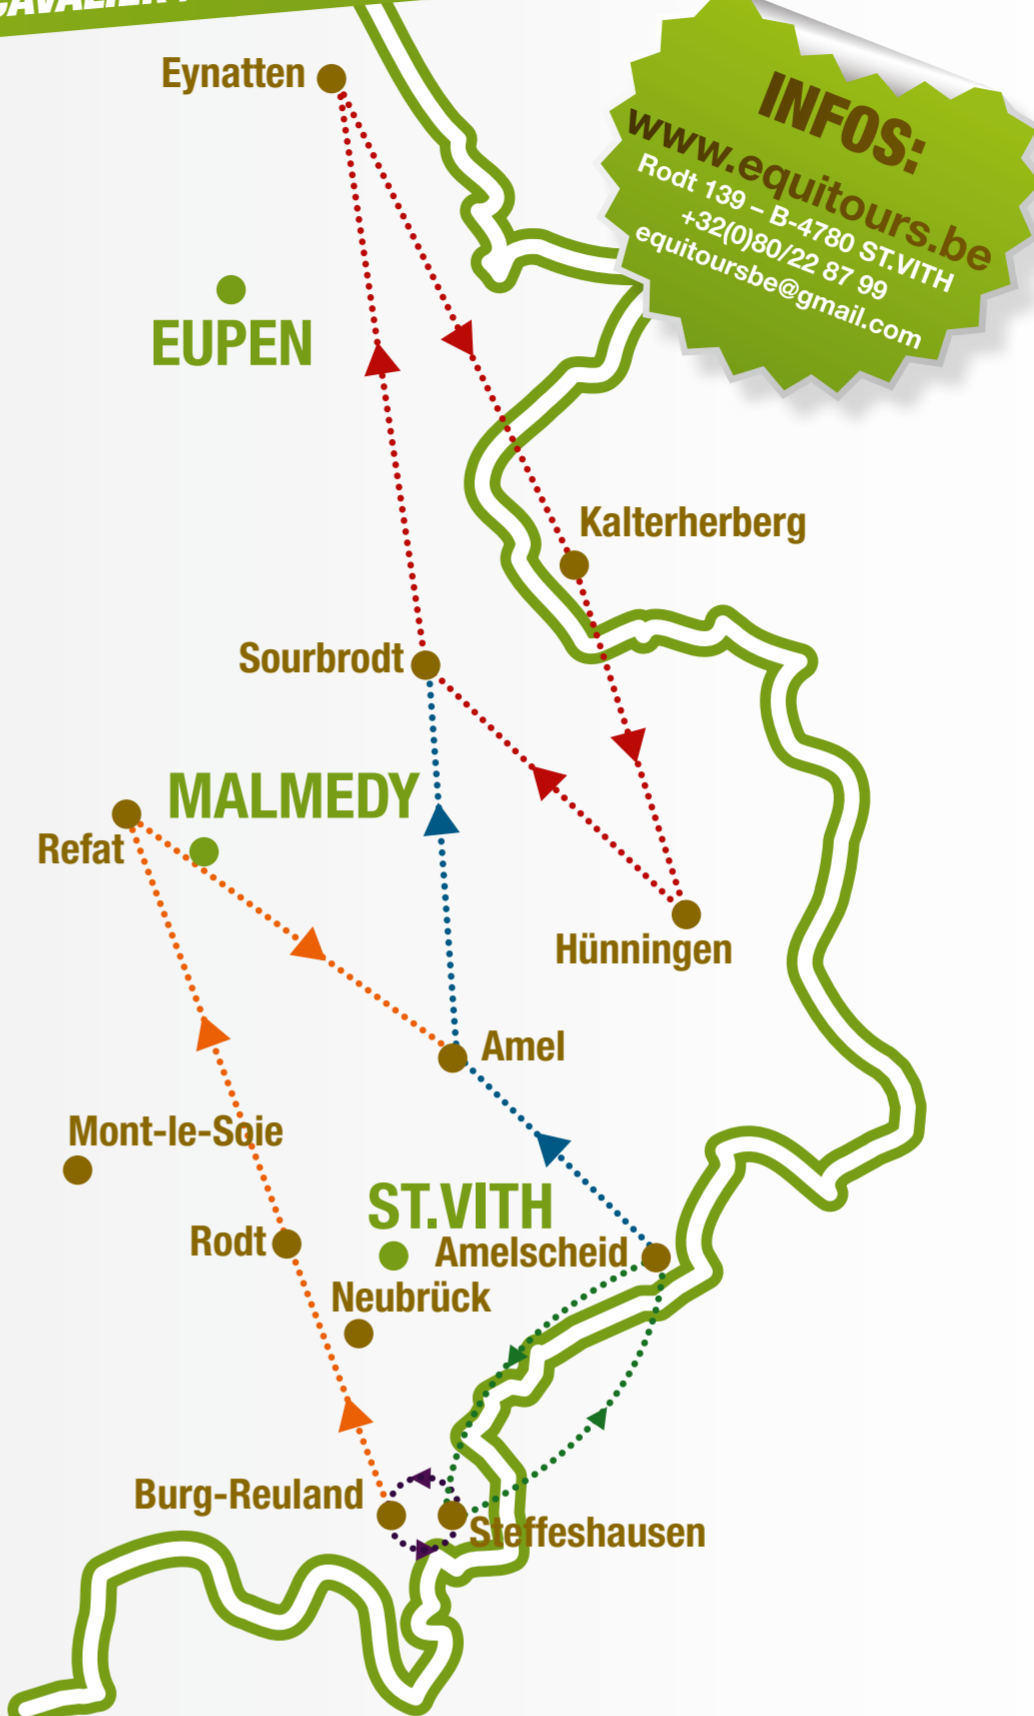 Eynatten
INFOS:
www.equitours.be
Rodt 139 – B-4780 ST.VITH
+32(0)80/22 87 99
equitoursbe@gmail.com
EUPEN
Kalterherberg
Sourbrodt
MALMEDY
Refat
Hünningen
Amel
Mont-le-Soie
ST.VITH
Rodt
Amelscheid
Neubrück
Burg-Reuland
Steffeshausen